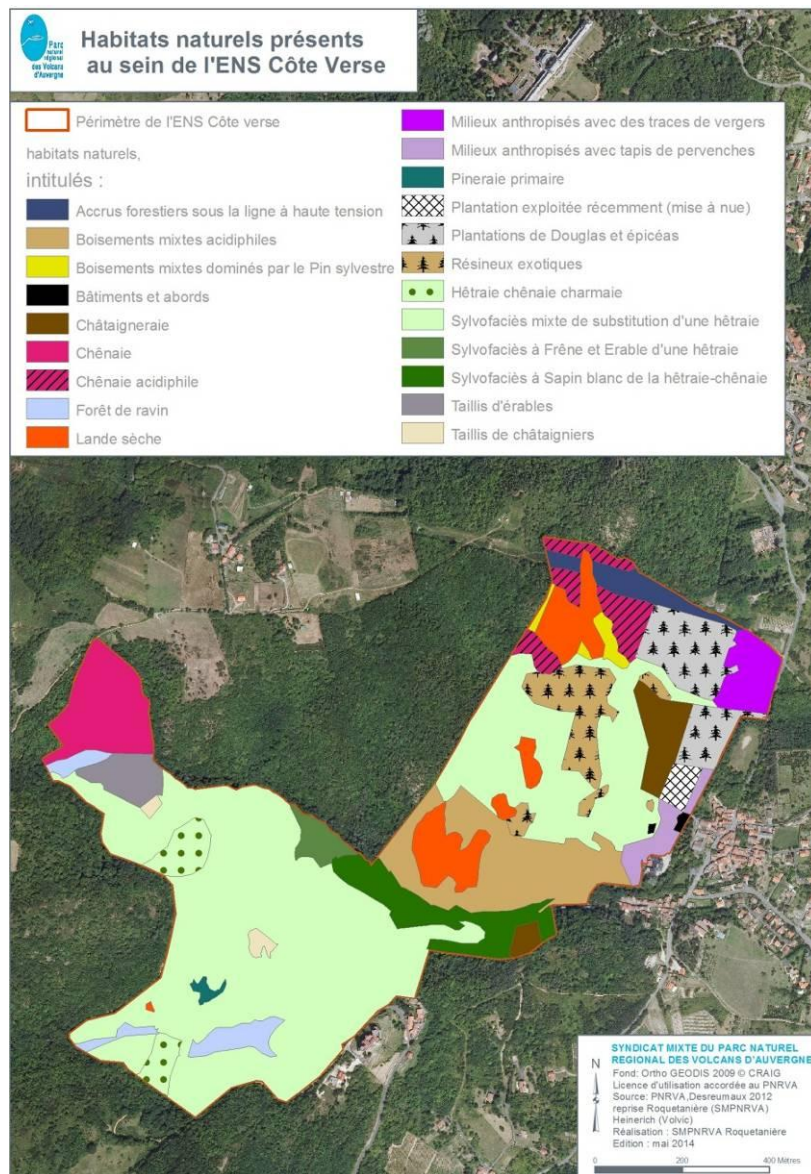 Parc
naturel
régional
des Volcans
d'Auvergne
Habitats naturels présents
au sein de l'ENS Côte Verse
Périmètre de l'ENS Côte verse
habitats naturels,
intitulés :
Accrus forestiers sous la ligne à haute tension
Boisements mixtes acidiphiles
Boisements mixtes dominés par le Pin sylvestre
Bâtiments et abords
Châtaigneraie
Chênaie
Chênaie acidiphile
Forêt de ravin
Lande sèche
Milieux anthropisés avec des traces de vergers
Milieux anthropisés avec tapis de pervenches
Pineraie primaire
Plantation exploitée récemment (mise à nue)
Plantations de Douglas et épicéas
Résineux exotiques
Hêtraie chênaie charmaie
Sylvofaciès mixte de substitution d'une hêtraie
Sylvofaciès à Frêne et Erable d'une hêtraie
Sylvofaciès à Sapin blanc de la hêtraie-chênaie
Taillis d'érables
Taillis de châtaigniers
SYNDICAT MIXTE DU PARC NATUREL
REGIONAL DES VOLCANS D'AUVERGNE
Fond: Ortho GEODIS 2009 © CRAIG
Licence d'utilisation accordée au PNRVA
Source: PNRVA,Desreumaux 2012
reprise Roquetanière (SMPNRVA)
Heinerich (Volvic)
Réalisation : SMPNRVA Roquetanière
Edition : mai 2014
N
0 200 400 Mètres